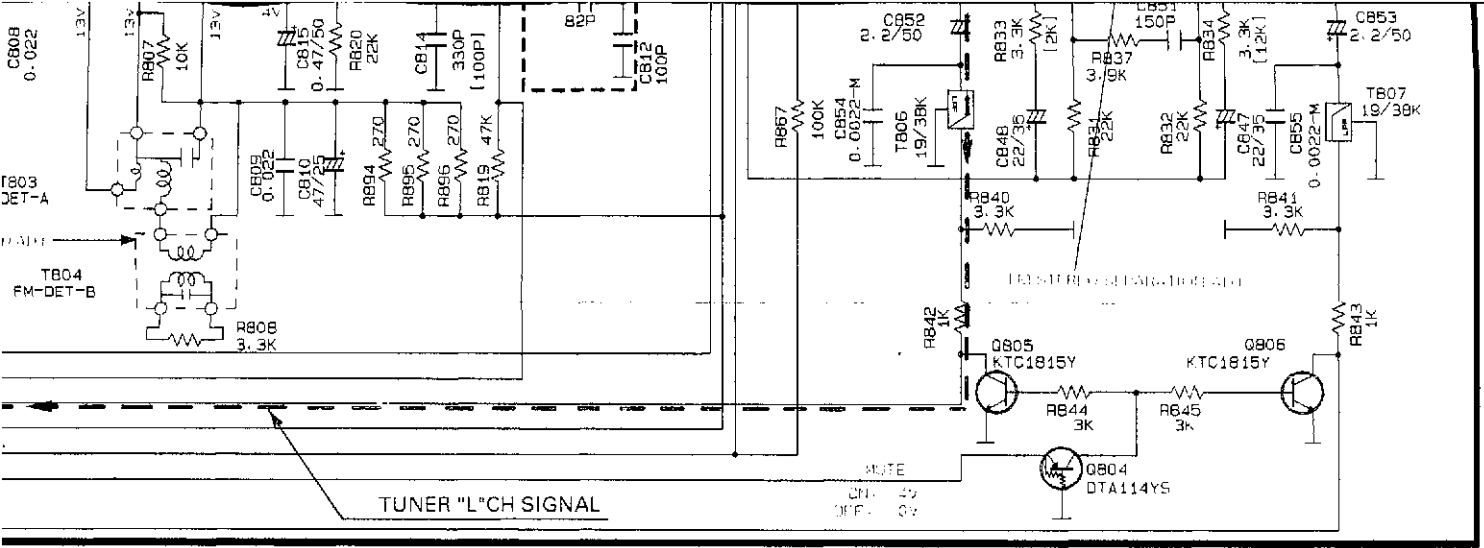 C808
0.022
13V
13V
R807
10K
13V
4V
C815
0.47/50
R820
22K
C814
330P
[100P]
82P
C812
100P
C852
2.2/50
R833
3.3K
[2K]
C851
150P
R837
3.9K
R834
3.3K
[12K]
C853
2.2/50
R867
100K
C854
0.0022-M
T806
19/38K
C848
22/35
R831
22K
R832
22K
C847
22/35
C855
0.0022-M
LPF
T807
19/38K
T803
DET-A
C809
0.022
C810
47/25
R894
270
R895
270
R896
270
R819
47K
R840
3.3K
R841
3.3K
T804
FM-DET-B
R808
3.3K
R842
1K
R843
1K
Q805
KTC1815Y
Q806
KTC1815Y
R844
3K
R645
3K
Q804
DTA114YS
MUTE
TUNER "L"CH SIGNAL